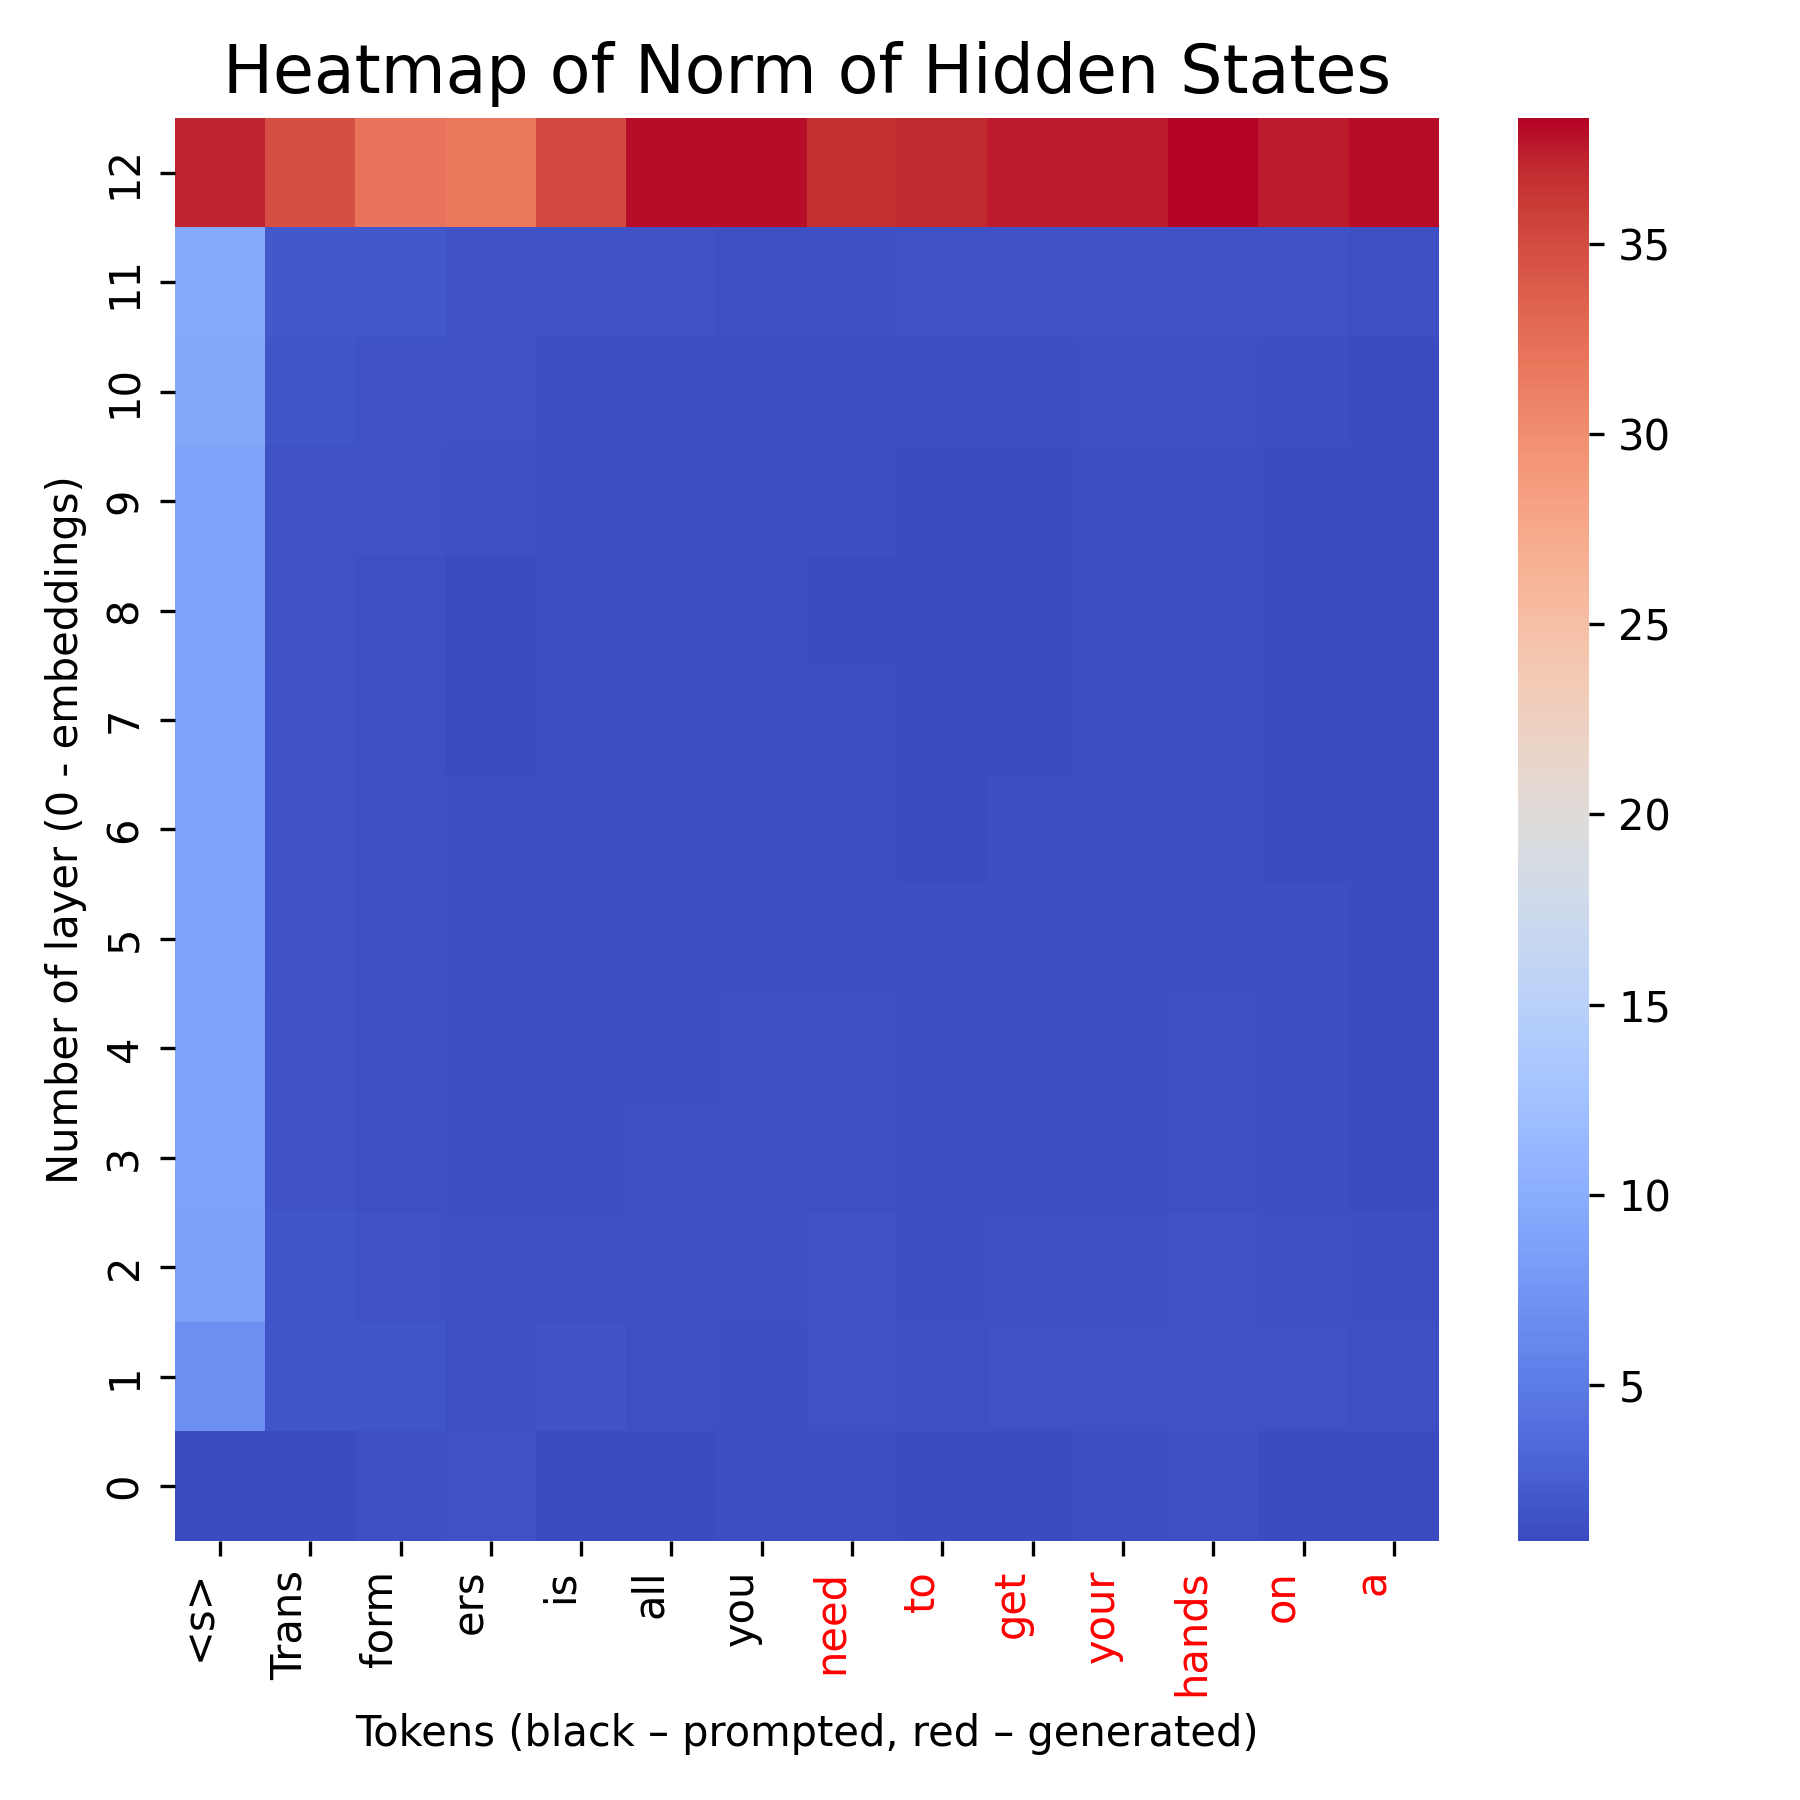 Heatmap of Norm of Hidden States
Number of layer (0 - embeddings)
12
11
10
9
8
7
6
5
4
3
2
1
0
<s>
Trans
form
ers
is
all
you
need
to
get
your
hands
on
a
Tokens (black – prompted, red – generated)
35
30
25
20
15
10
5